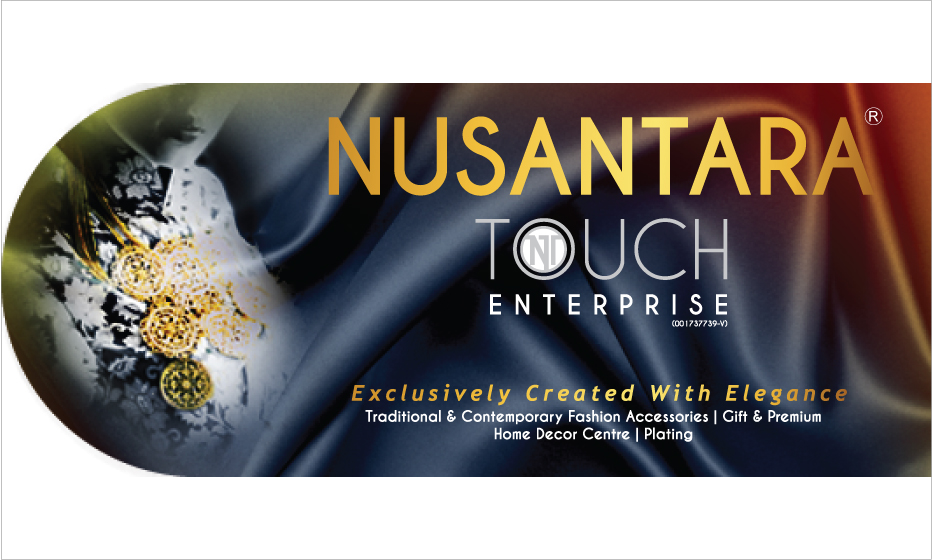 NUSANTARA®
TOUCH
NT
ENTERPRISE
(001737739-V)
Exclusively Created With Elegance
Traditional & Contemporary Fashion Accessories | Gift & Premium
Home Decor Centre | Plating